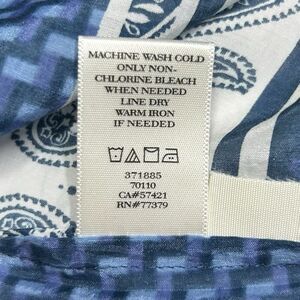 MACHINE WASH COLD
ONLY NON-
CHLORINE BLEACH
WHEN NEEDED
LINE DRY
WARM IRON
IF NEEDED
371885
70110
CA#57421
RN#77379